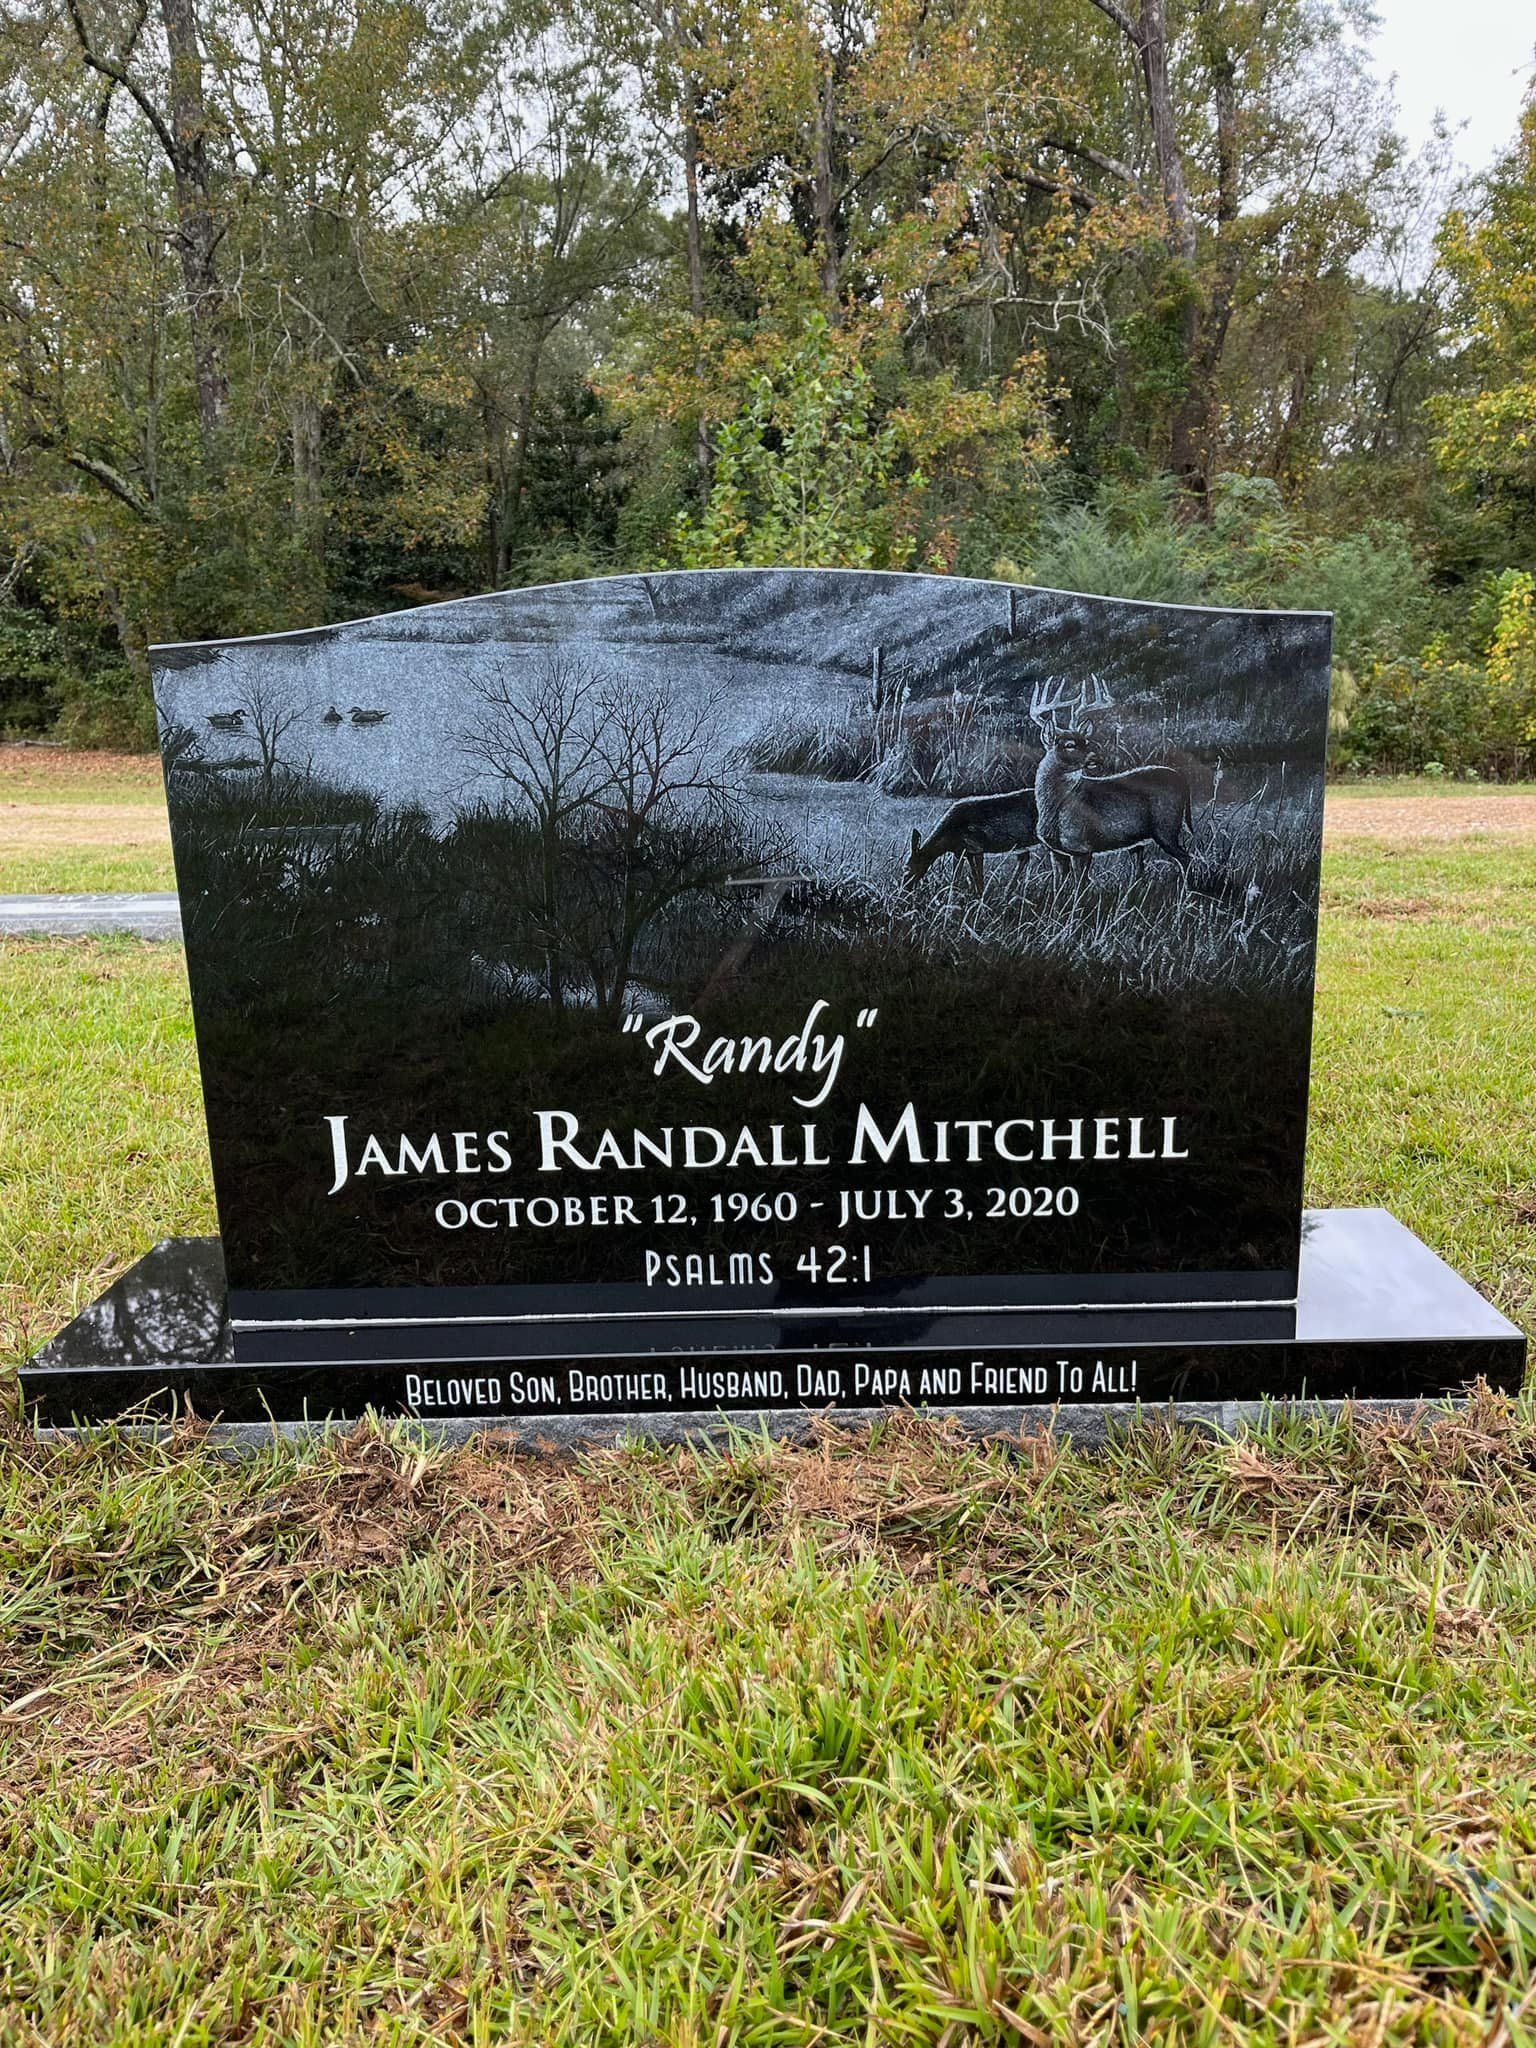 "Randy"
James Randall Mitchell
October 12, 1960 - July 3, 2020
Psalms 42:1
Beloved Son, Brother, Husband, Dad, Papa and Friend To All!